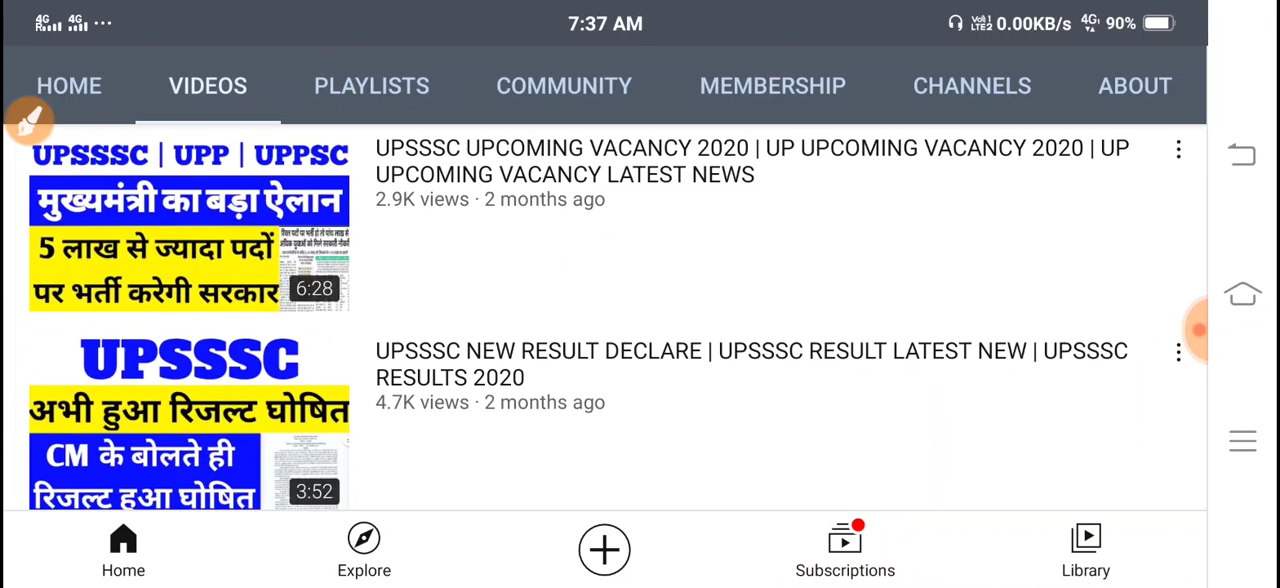 4G R 4G ... 7:37 AM 0.00KB/s 4G 90%
HOME VIDEOS PLAYLISTS COMMUNITY MEMBERSHIP CHANNELS ABOUT
UPSSSC | UPP | UPPSC
मुख्यमंत्री का बड़ा ऐलान
5 लाख से ज्यादा पदों
पर भर्ती करेगी सरकार
6:28
UPSSSC UPCOMING VACANCY 2020 | UP UPCOMING VACANCY 2020 | UP
UPCOMING VACANCY LATEST NEWS
2.9K views · 2 months ago
UPSSSC
अभी हुआ रिजल्ट घोषित
CM के बोलते ही
रिजल्ट हुआ घोषित
3:52
UPSSSC NEW RESULT DECLARE | UPSSSC RESULT LATEST NEW | UPSSSC
RESULTS 2020
4.7K views · 2 months ago
Home Explore Subscriptions Library